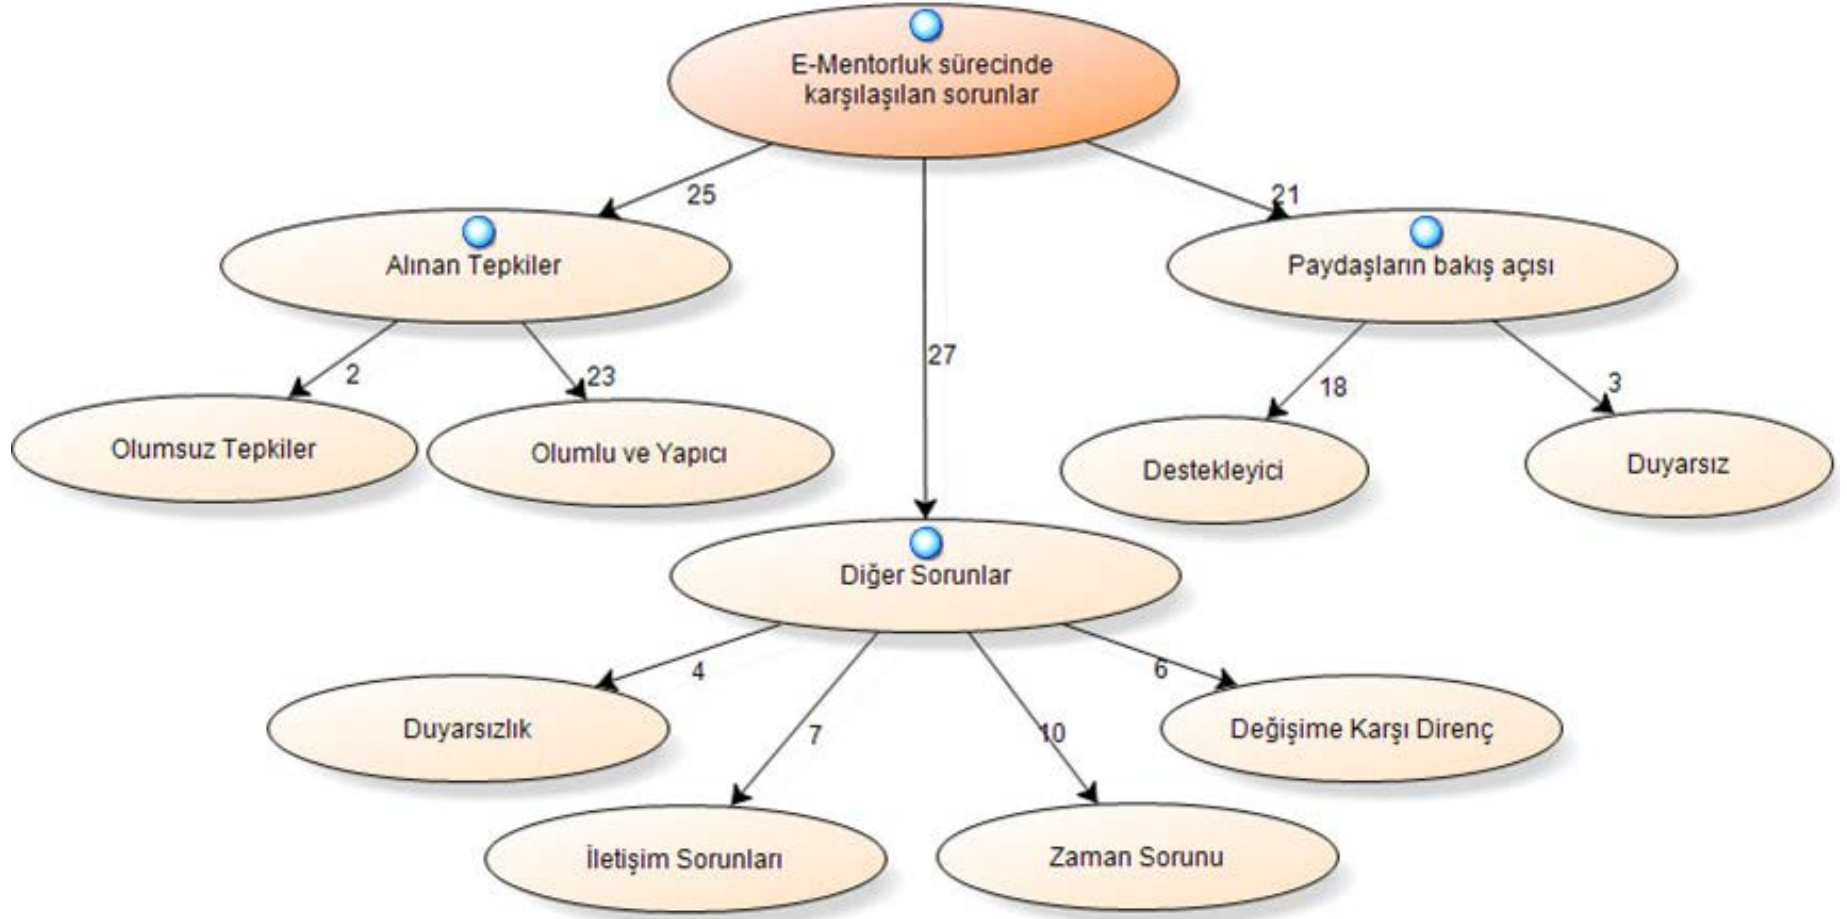 E-Mentorluk sürecinde
karşılaşılan sorunlar
25
21
Alınan Tepkiler
Paydaşların bakış açısı
27
2
23
18
3
Olumsuz Tepkiler
Olumlu ve Yapıcı
Destekleyici
Duyarsız
Diğer Sorunlar
4
7
10
6
Duyarsızlık
Değişime Karşı Direnç
İletişim Sorunları
Zaman Sorunu